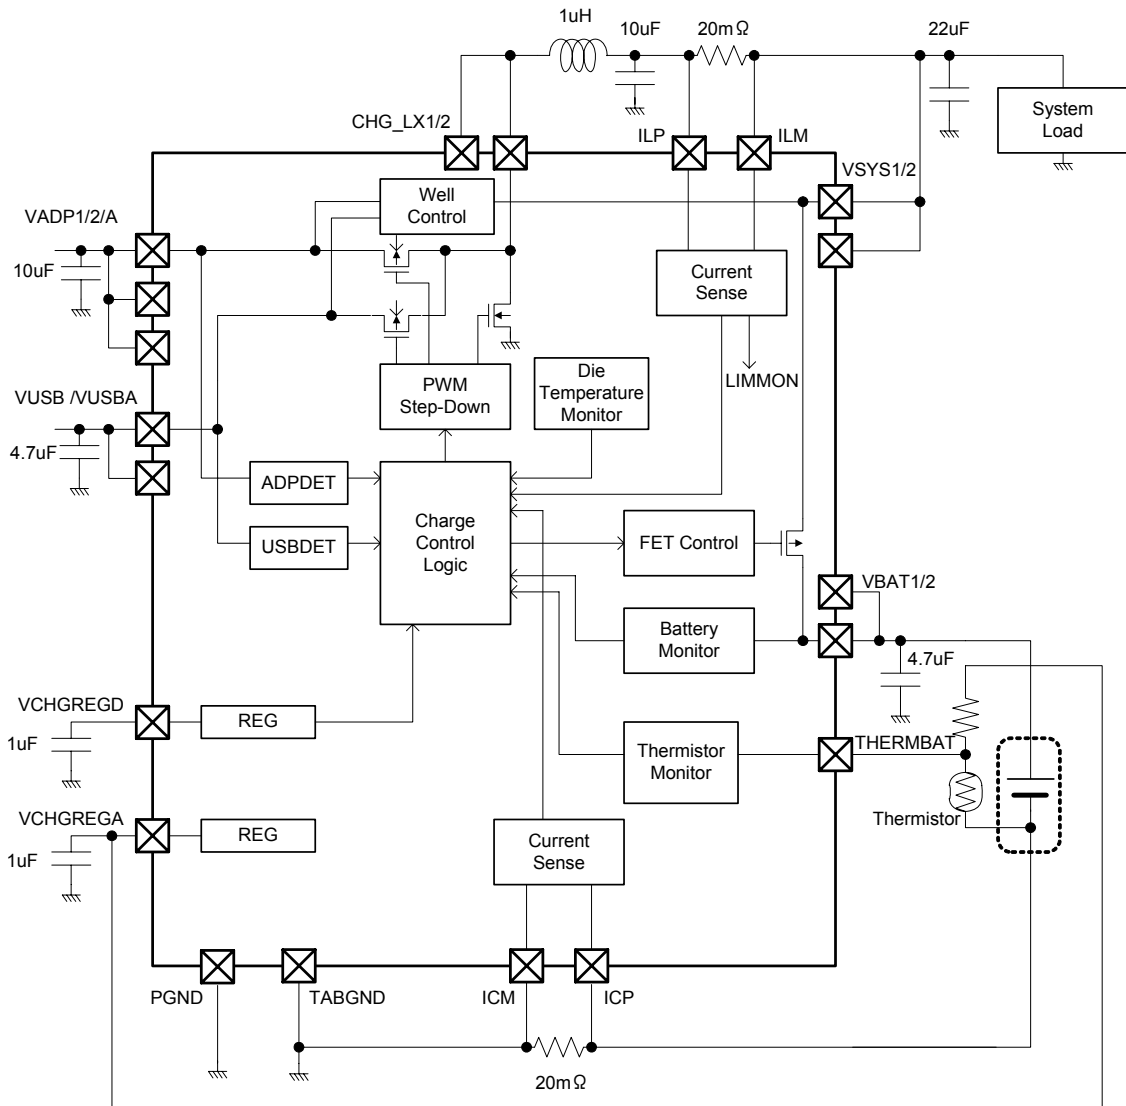 1uH
10uF
20mΩ
22uF
System
Load
CHG_LX1/2
ILP
ILM
VSYS1/2
Well
Control
VADP1/2/A
10uF
Current
Sense
LIMMON
PWM
Step-Down
Die
Temperature
Monitor
VUSB /VUSBA
4.7uF
ADPDET
USBDET
Charge
Control
Logic
FET Control
VBAT1/2
Battery
Monitor
4.7uF
VCHGREGD
1uF
REG
Thermistor
Monitor
THERMBAT
Thermistor
VCHGREGA
1uF
REG
Current
Sense
PGND
TABGND
ICM
ICP
20mΩ